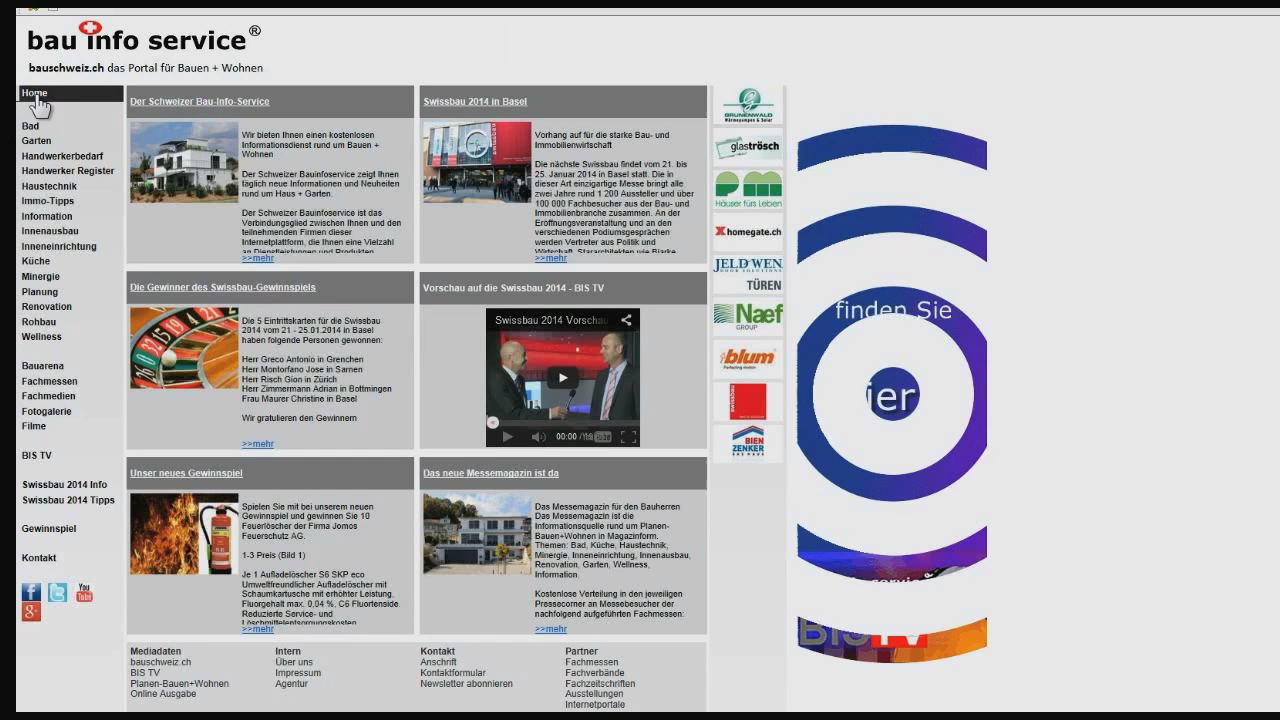 bau info service®
bauschweiz.ch das Portal für Bauen + Wohnen
Home
Bad
Garten
Handwerkerbedarf
Handwerker Register
Haustechnik
Immo-Tipps
Information
Innenausbau
Inneneinrichtung
Küche
Minergie
Planung
Renovation
Rohbau
Wellness
Bauarena
Fachmessen
Fachmedien
Fotogalerie
Filme
BIS TV
Swissbau 2014 Info
Swissbau 2014 Tipps
Gewinnspiel
Kontakt
You
Tube
Der Schweizer Bau-Info-Service
Wir bieten Ihnen einen kostenlosen
Informationsdienst rund um Bauen +
Wohnen
Der Schweizer Bauinfoservice zeigt Ihnen
täglich neue Informationen und Neuheiten
rund um Haus + Garten.
Der Schweizer Bauinfoservice ist das
Verbindungsglied zwischen Ihnen und den
teilnehmenden Firmen dieser
Internetplattform, die Ihnen eine Vielzahl
an Dienstleistungen und Produkten
>>mehr
Swissbau 2014 in Basel
Vorhang auf für die starke Bau- und
Immobilienwirtschaft
Die nächste Swissbau findet vom 21. bis
25. Januar 2014 in Basel statt. Die in
dieser Art einzigartige Messe bringt alle
zwei Jahre rund 1 200 Aussteller und über
100 000 Fachbesucher aus der Bau- und
Immobilienbranche zusammen. An der
Eröffnungsveranstaltung und an den
verschiedenen Podiumsgesprächen
werden Vertreter aus Politik und
Wirtschaft, Stararchitekten wie Bjarke
>>mehr
Die Gewinner des Swissbau-Gewinnspiels
Die 5 Eintrittskarten für die Swissbau
2014 vom 21 - 25.01.2014 in Basel
haben folgende Personen gewonnen:
Herr Greco Antonio in Grenchen
Herr Montorfano Jose in Sarnen
Herr Risch Gion in Zürich
Herr Zimmermann Adrian in Bottmingen
Frau Maurer Christine in Basel
Wir gratulieren den Gewinnern
>>mehr
Vorschau auf die Swissbau 2014 - BIS TV
Swissbau 2014 Vorschau
00:00
Unser neues Gewinnspiel
Spielen Sie mit bei unserem neuen
Gewinnspiel und gewinnen Sie 10
Feuerlöscher der Firma Jomos
Feuerschutz AG.
1-3 Preis (Bild 1)
Je 1 Aufladelöscher S6 SKP eco
Umweltfreundlicher Aufladelöscher mit
Schaumkartusche mit erhöhter Leistung,
Fluorgehalt max. 0,04 %, C6 Fluortenside.
Reduzierte Service- und
Löschmittelentsorgungskosten
>>mehr
Das neue Messemagazin ist da
Das Messemagazin für den Bauherren
Das Messemagazin ist die
Informationsquelle rund um Planen-
Bauen+Wohnen in Magazinform.
Themen: Bad, Küche, Haustechnik,
Minergie, Inneneinrichtung, Innenausbau,
Renovation, Garten, Wellness,
Information.
Kostenlose Verteilung in den jeweiligen
Pressecorner an Messebesucher der
nachfolgend aufgeführten Fachmessen:
>>mehr
GRÜNENWALD
Wärmepumpen & Solar
glaströsch
Häuser fürs Leben
homegate.ch
JELD-WEN
DOOR SOLUTIONS
TÜREN
Naef
GROUP
blum
swissbau
BIEN
ZENKER
finden Sie
ier
BIS TV
Mediadaten
bauschweiz.ch
BIS TV
Planen-Bauen+Wohnen
Online Ausgabe
Intern
Über uns
Impressum
Agentur
Kontakt
Anschrift
Kontaktformular
Newsletter abonnieren
Partner
Fachmessen
Fachverbände
Fachzeitschriften
Ausstellungen
Internetportale